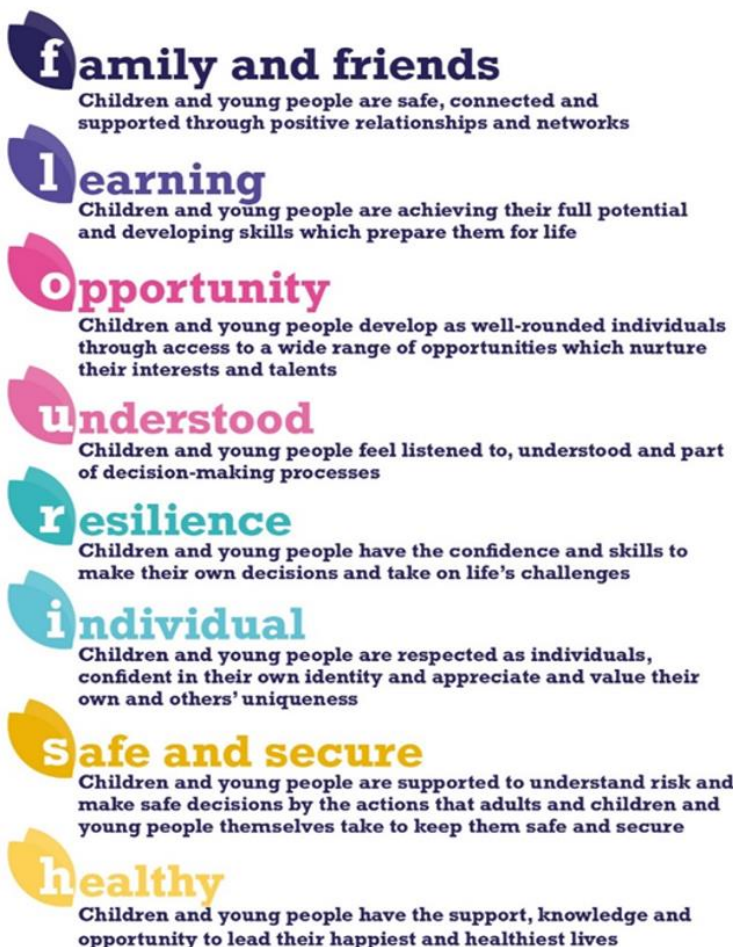 family and friends
Children and young people are safe, connected and
supported through positive relationships and networks
learning
Children and young people are achieving their full potential
and developing skills which prepare them for life
opportunity
Children and young people develop as well-rounded individuals
through access to a wide range of opportunities which nurture
their interests and talents
understood
Children and young people feel listened to, understood and part
of decision-making processes
resilience
Children and young people have the confidence and skills to
make their own decisions and take on life's challenges
individual
Children and young people are respected as individuals,
confident in their own identity and appreciate and value their
own and others' uniqueness
safe and secure
Children and young people are supported to understand risk and
make safe decisions by the actions that adults and children and
young people themselves take to keep them safe and secure
healthy
Children and young people have the support, knowledge and
opportunity to lead their happiest and healthiest lives